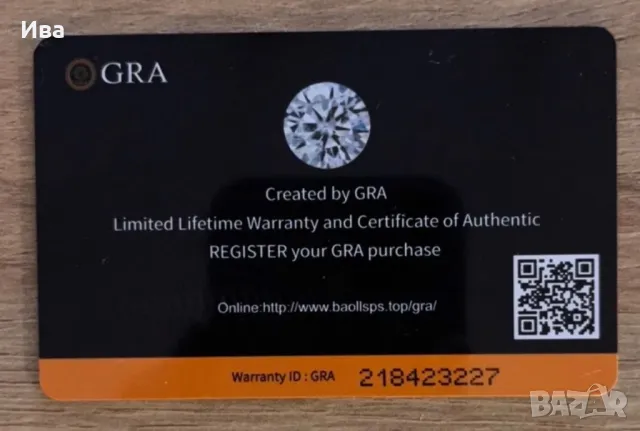 Ива
GRA
Created by GRA
Limited Lifetime Warranty and Certificate of Authentic
REGISTER your GRA purchase
Online:http://www.baollsps.top/gra/
Warranty ID : GRA 218423227
BAZAR